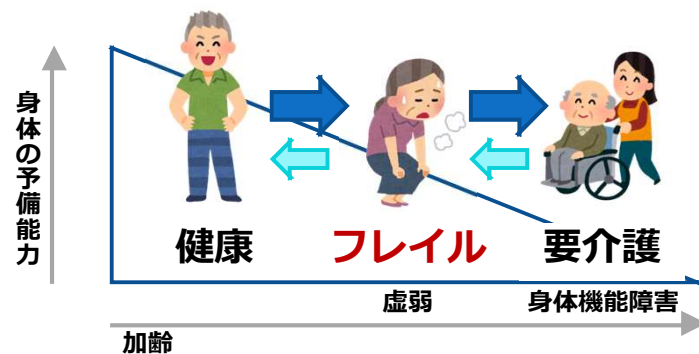 身体の予備能力
健康
フレイル
要介護
虚弱
身体機能障害
加齢